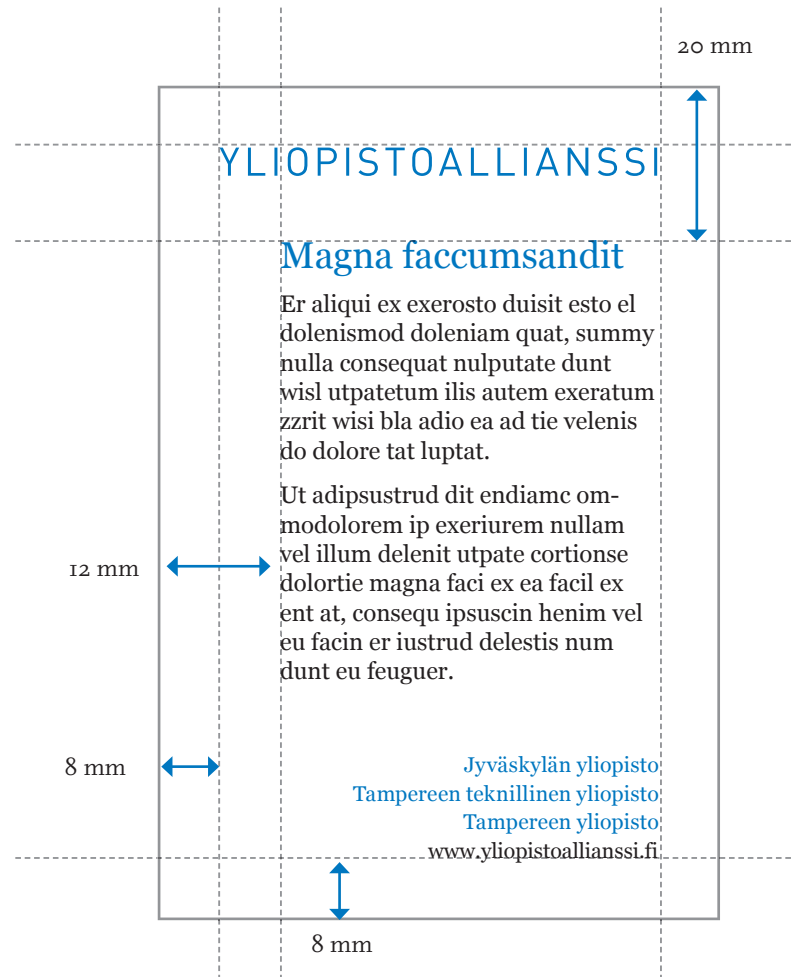 20 mm
YLIOPISTOALLIANSSI
Magna faccumsandit
Er aliqui ex exerosto duisit esto el
dolenismod doleniam quat, summy
nulla consequat nulputate dunt
wisl utpatetum ilis autem exeratum
zzrit wisi bla adio ea ad tie velenis
do dolore tat luptat.
Ut adipsustrud dit endiamc om-
modolorem ip exeriurem nullam
vel illum delenit utpate cortionse
dolortie magna faci ex ea facil ex
ent at, consequ ipsuscin henim vel
eu facin er iustrud delestis num
dunt eu feuguer.
12 mm
8 mm
Jyväskylän yliopisto
Tampereen teknillinen yliopisto
Tampereen yliopisto
www.yliopistoallianssi.fi
8 mm